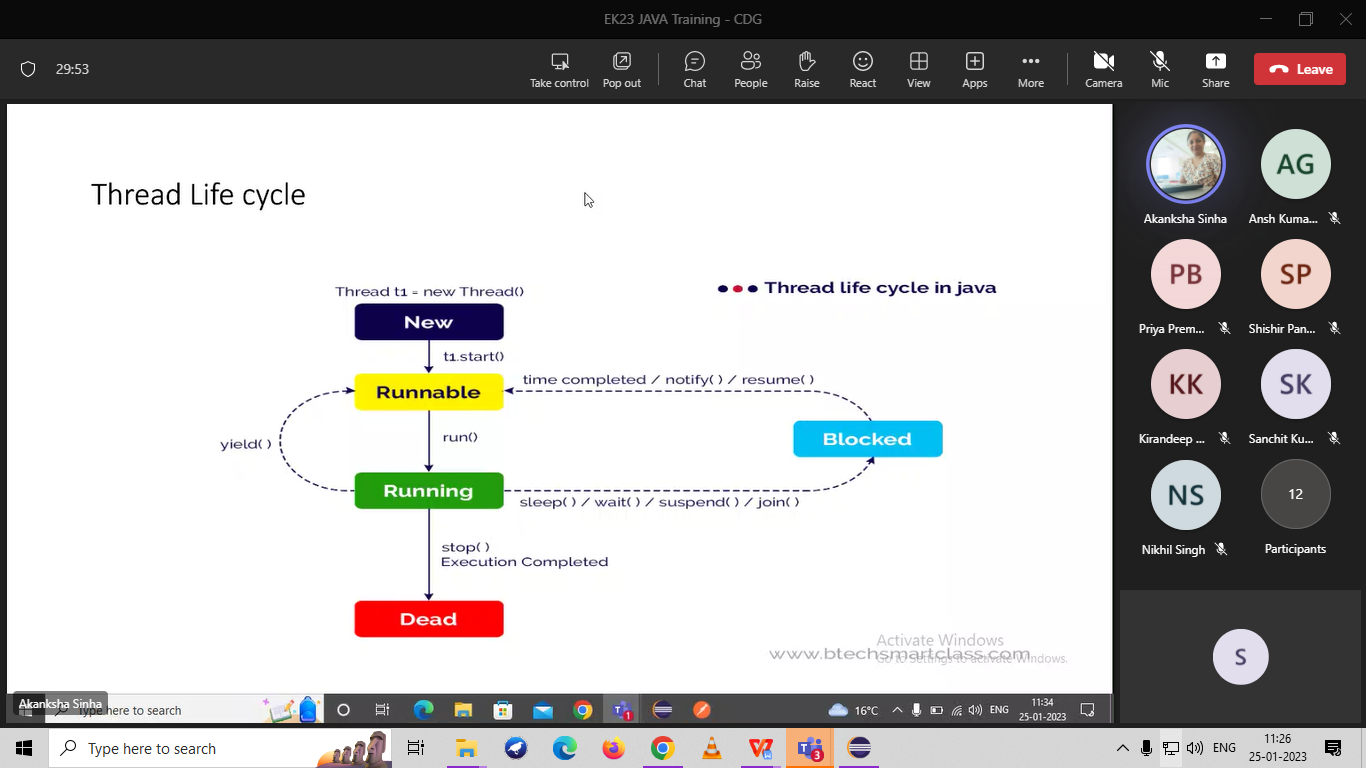 EK23 JAVA Training - CDG
29:53
Take control
Pop out
Chat
People
Raise
React
View
Apps
More
Camera
Mic
Share
Leave
Thread Life cycle
Thread t1 = new Thread()
Thread life cycle in java
New
t1.start()
time completed / notify( ) / resume( )
Runnable
yield( )
run()
Blocked
Running
sleep( ) / wait( ) / suspend( ) / join( )
stop( )
Execution Completed
Dead
Activate Windows
Go to Settings to activate Windows.
www.btechsmartclass.com
Akanksha Sinha
Type here to search
1
16°C
ENG
11:34
25-01-2023
Akanksha Sinha
AG
Ansh Kuma...
PB
Priya Prem...
SP
Shishir Pan...
KK
Kirandeep ...
SK
Sanchit Ku...
NS
Nikhil Singh
12
Participants
S
Type here to search
3
ENG
11:26
25-01-2023